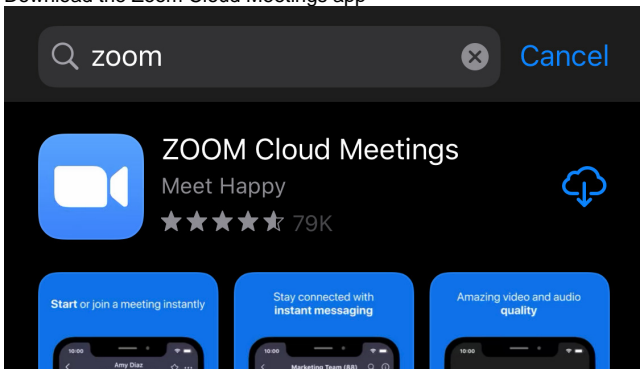 Download the Zoom Cloud Meetings app
zoom
Cancel
ZOOM Cloud Meetings
Meet Happy
79K
Start or join a meeting instantly
Stay connected with
instant messaging
Amazing video and audio
quality
10:00
Amy Diaz
10:00
Marketing Team (88)
10:00